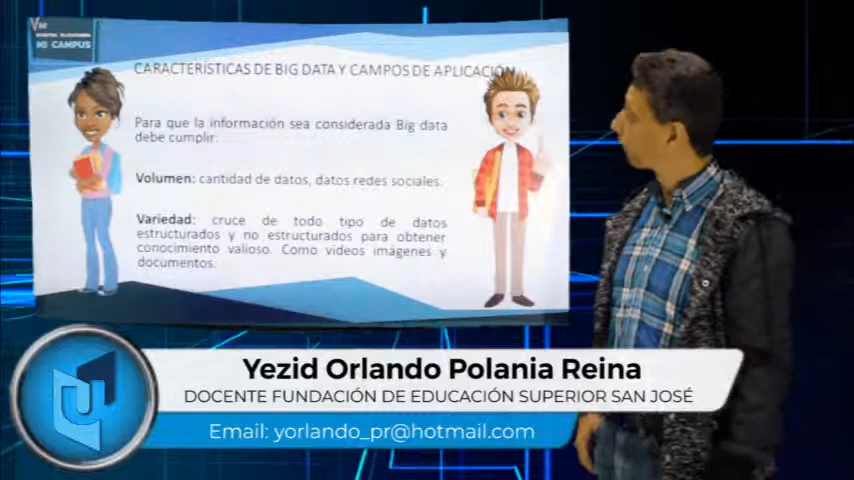 MI CAMPUS
CARACTERÍSTICAS DE BIG DATA Y CAMPOS DE APLICACIÓN
Para que la información sea considerada Big data
debe cumplir:
Volumen: cantidad de datos, datos redes sociales.
Variedad: cruce de todo tipo de datos
estructurados y no estructurados para obtener
conocimiento valioso. Como videos imágenes y
documentos.
Yezid Orlando Polania Reina
DOCENTE FUNDACIÓN DE EDUCACIÓN SUPERIOR SAN JOSÉ
Email: yorlando_pr@hotmail.com